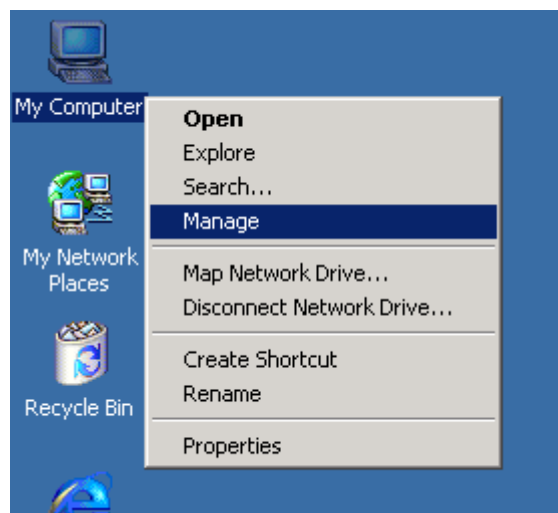 My Computer
Open
Explore
Search...
Manage
Map Network Drive...
Disconnect Network Drive...
Create Shortcut
Rename
Properties
My Network
Places
Recycle Bin